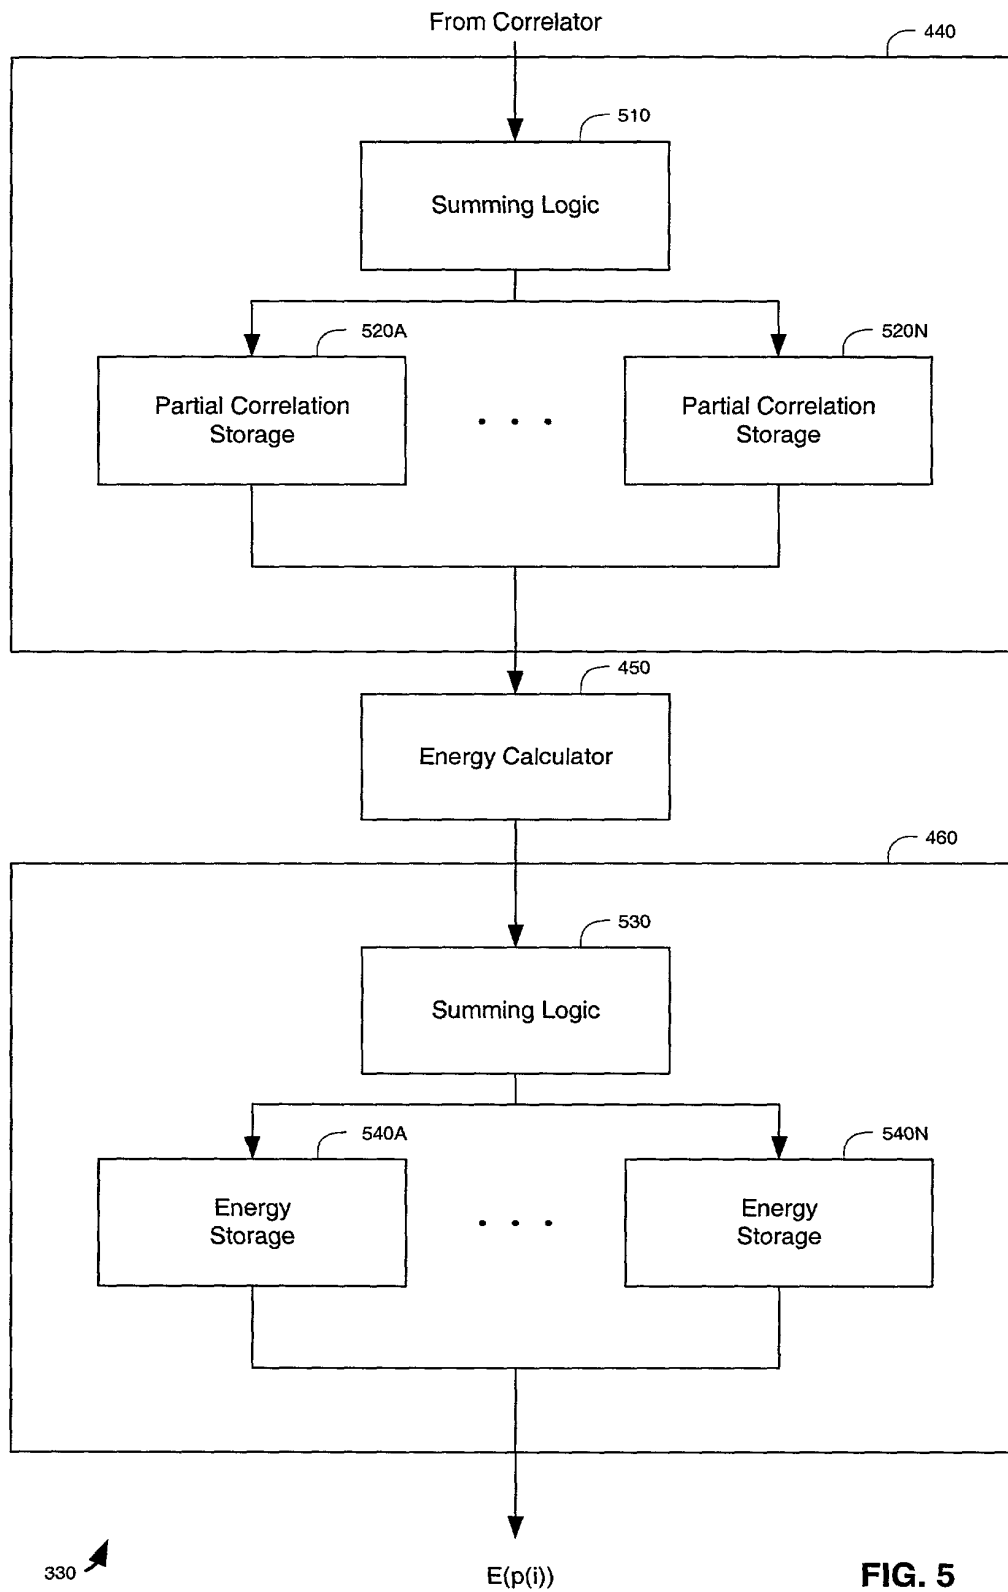 From Correlator
440
510
Summing Logic
520A
520N
Partial Correlation
Storage
. . .
Partial Correlation
Storage
450
Energy Calculator
460
530
Summing Logic
540A
540N
Energy
Storage
. . .
Energy
Storage
330
E(p(i))
FIG. 5